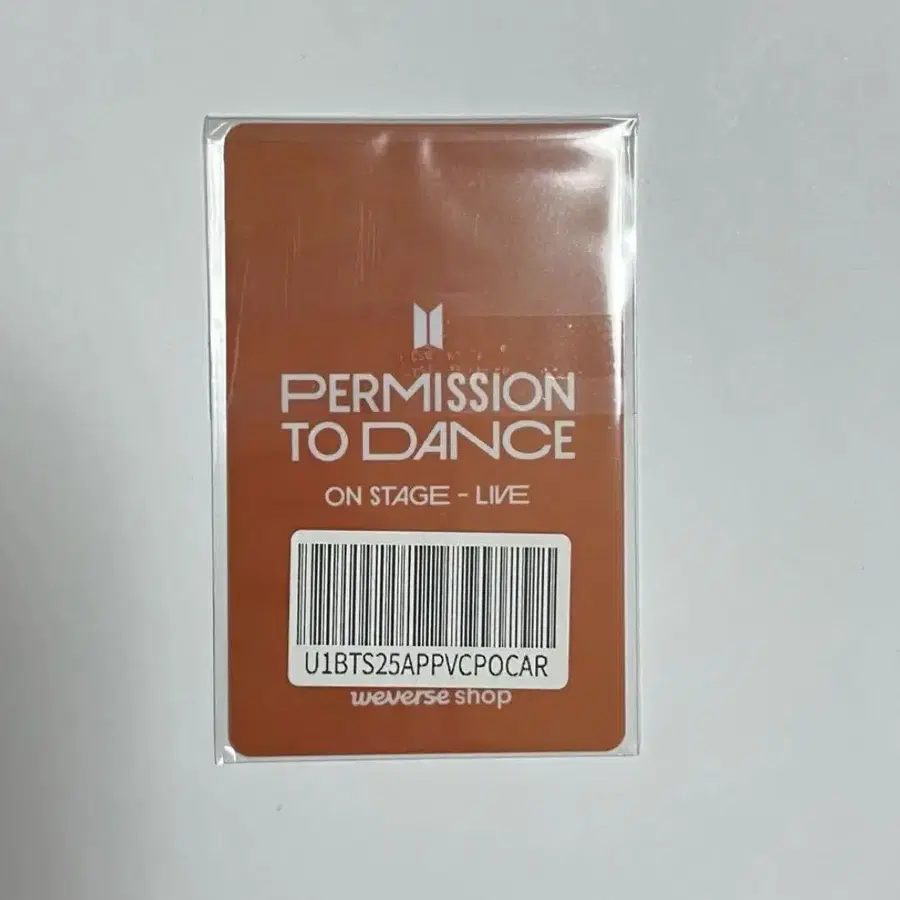 PERMISSION
TO DANCE
ON STAGE - LIVE
U1BTS25APPVCPOCAR
weverse shop